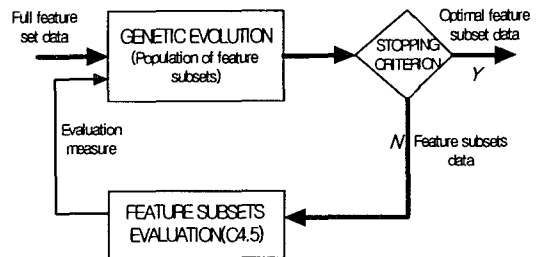 Full feature
set data
GENETIC EVOLUTION
(Population of feature
subsets)
STOPPING
CRITERION
Optimal feature
subset data
Y
Evaluation
measure
N
Feature subsets
data
FEATURE SUBSETS
EVALUATION(C4.5)